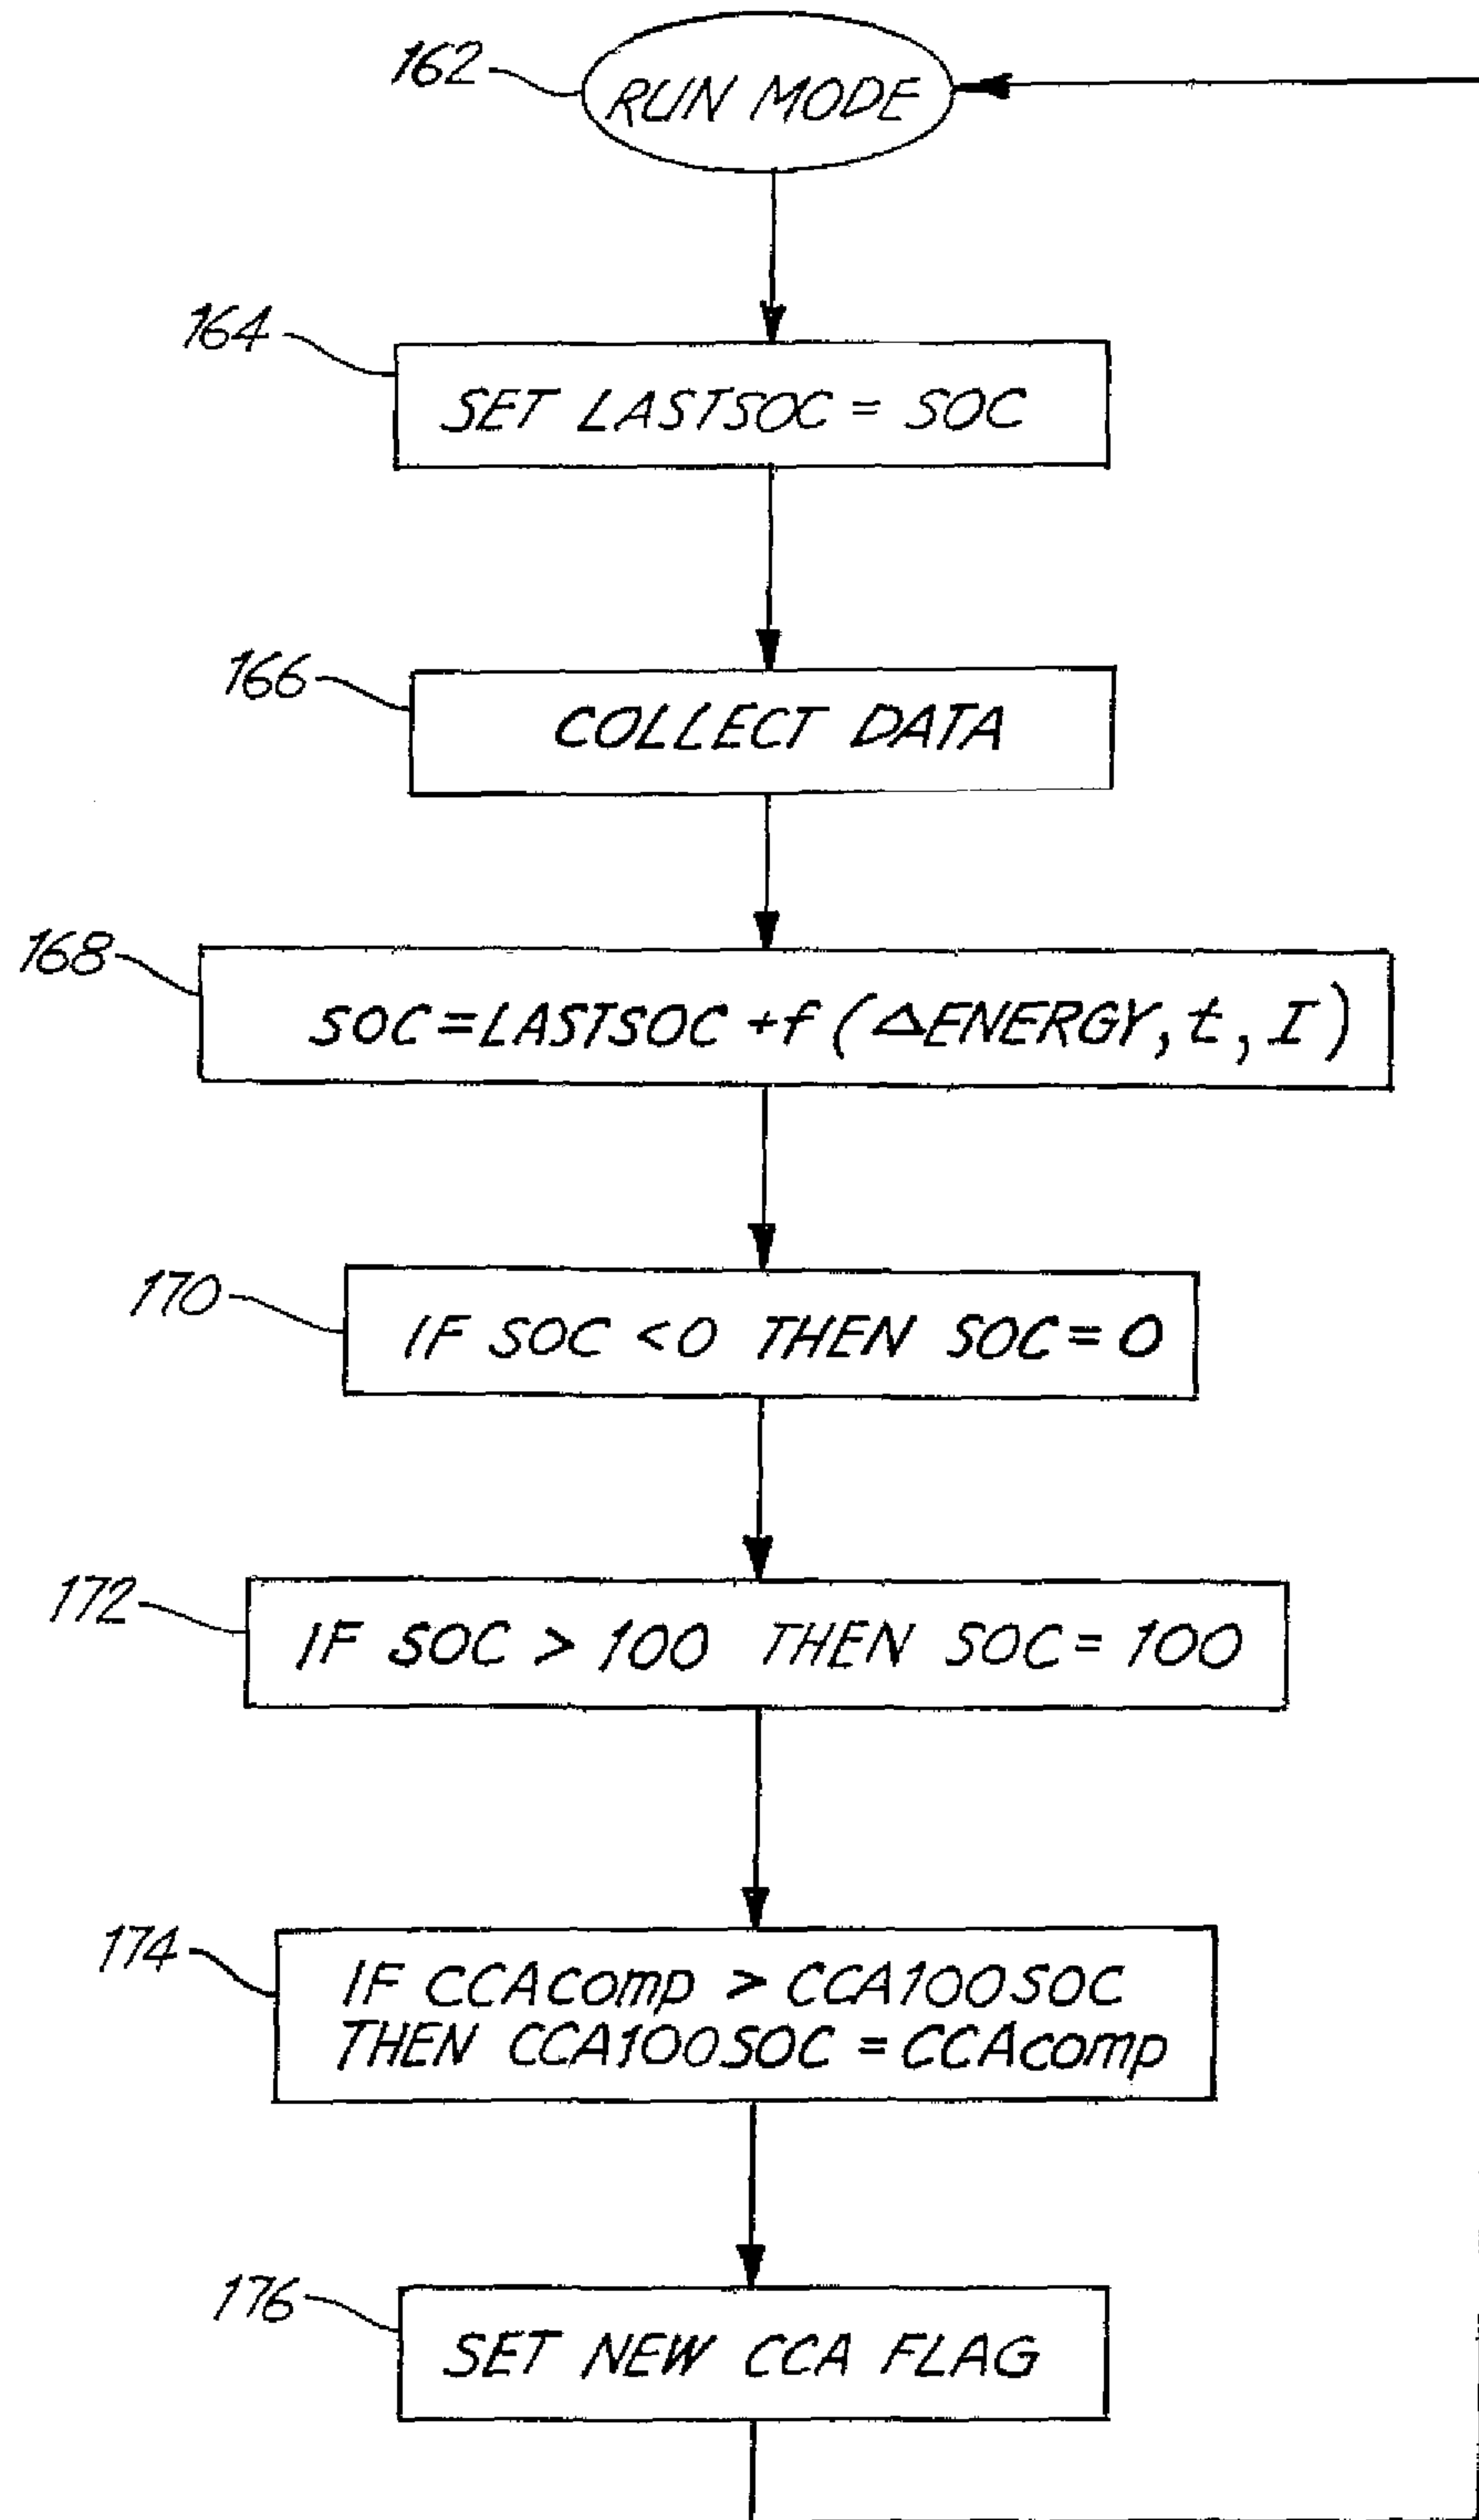 162
RUN MODE
164
SET LASTSOC = SOC
166
COLLECT DATA
168
SOC = LASTSOC + f (ΔENERGY, t, I)
170
IF SOC < 0 THEN SOC = 0
172
IF SOC > 100 THEN SOC = 100
174
IF CCAcomp > CCA100SOC
THEN CCA100SOC = CCAcomp
176
SET NEW CCA FLAG